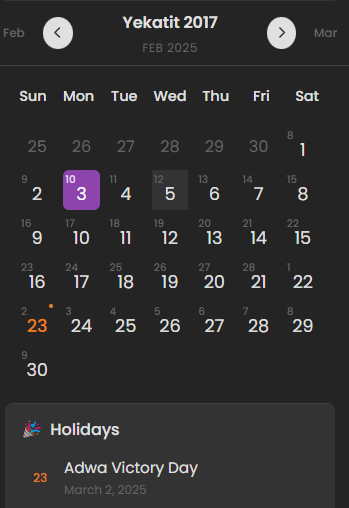 Feb Yekatit 2017 Mar
FEB 2025
Sun Mon Tue Wed Thu Fri Sat
25 26 27 28 29 30 8 1
9 2 10 3 11 4 12 5 13 6 14 7 15 8
16 9 17 10 18 11 19 12 20 13 21 14 22 15
23 16 24 17 25 18 26 19 27 20 28 21 1 22
2 23 3 24 4 25 5 26 6 27 7 28 8 29
9 30
🎉 Holidays
23 Adwa Victory Day
March 2, 2025